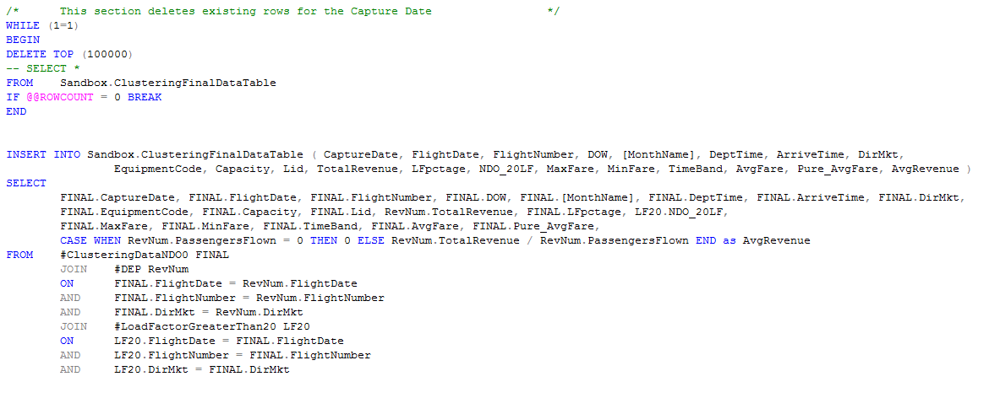 /* This section deletes existing rows for the Capture Date */
WHILE (1=1)
BEGIN
DELETE TOP (100000)
-- SELECT *
FROM Sandbox.ClusteringFinalDataTable
IF @@ROWCOUNT = 0 BREAK
END
INSERT INTO Sandbox.ClusteringFinalDataTable ( CaptureDate, FlightDate, FlightNumber, DOW, [MonthName], DeptTime, ArriveTime, DirMkt,
EquipmentCode, Capacity, Lid, TotalRevenue, LFpctage, NDO_20LF, MaxFare, MinFare, TimeBand, AvgFare, Pure_AvgFare, AvgRevenue )
SELECT
FINAL.CaptureDate, FINAL.FlightDate, FINAL.FlightNumber, FINAL.DOW, FINAL.[MonthName], FINAL.DeptTime, FINAL.ArriveTime, FINAL.DirMkt,
FINAL.EquipmentCode, FINAL.Capacity, FINAL.Lid, RevNum.TotalRevenue, FINAL.LFpctage, LF20.NDO_20LF,
FINAL.MaxFare, FINAL.MinFare, FINAL.TimeBand, FINAL.AvgFare, FINAL.Pure_AvgFare,
CASE WHEN RevNum.PassengersFlown = 0 THEN 0 ELSE RevNum.TotalRevenue / RevNum.PassengersFlown END as AvgRevenue
FROM #ClusteringDataNDO0 FINAL
JOIN #DEP RevNum
ON FINAL.FlightDate = RevNum.FlightDate
AND FINAL.FlightNumber = RevNum.FlightNumber
AND FINAL.DirMkt = RevNum.DirMkt
JOIN #LoadFactorGreaterThan20 LF20
ON LF20.FlightDate = FINAL.FlightDate
AND LF20.FlightNumber = FINAL.FlightNumber
AND LF20.DirMkt = FINAL.DirMkt